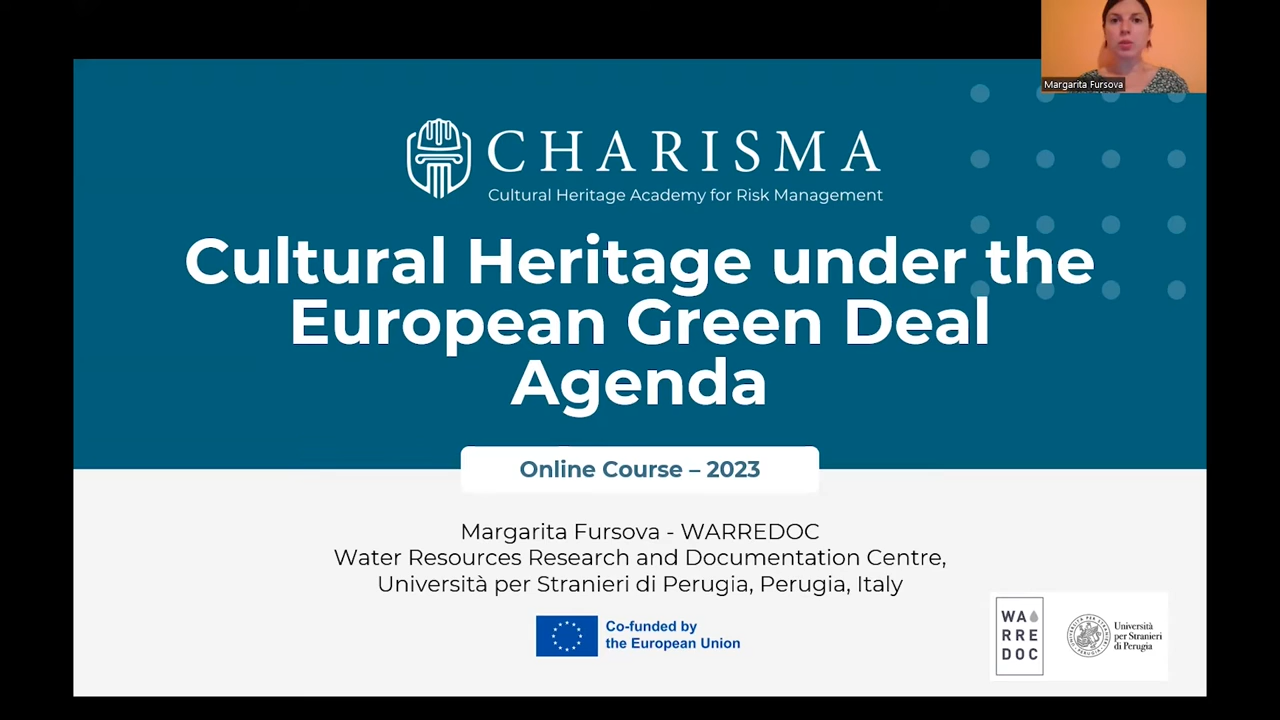 Margarita Fursova
CHARISMA
Cultural Heritage Academy for Risk Management
Cultural Heritage under the
European Green Deal
Agenda
Online Course – 2023
Margarita Fursova - WARREDOC
Water Resources Research and Documentation Centre,
Università per Stranieri di Perugia, Perugia, Italy
Co-funded by
the European Union
WA
RRE
DOC
Università
per Stranieri
di Perugia